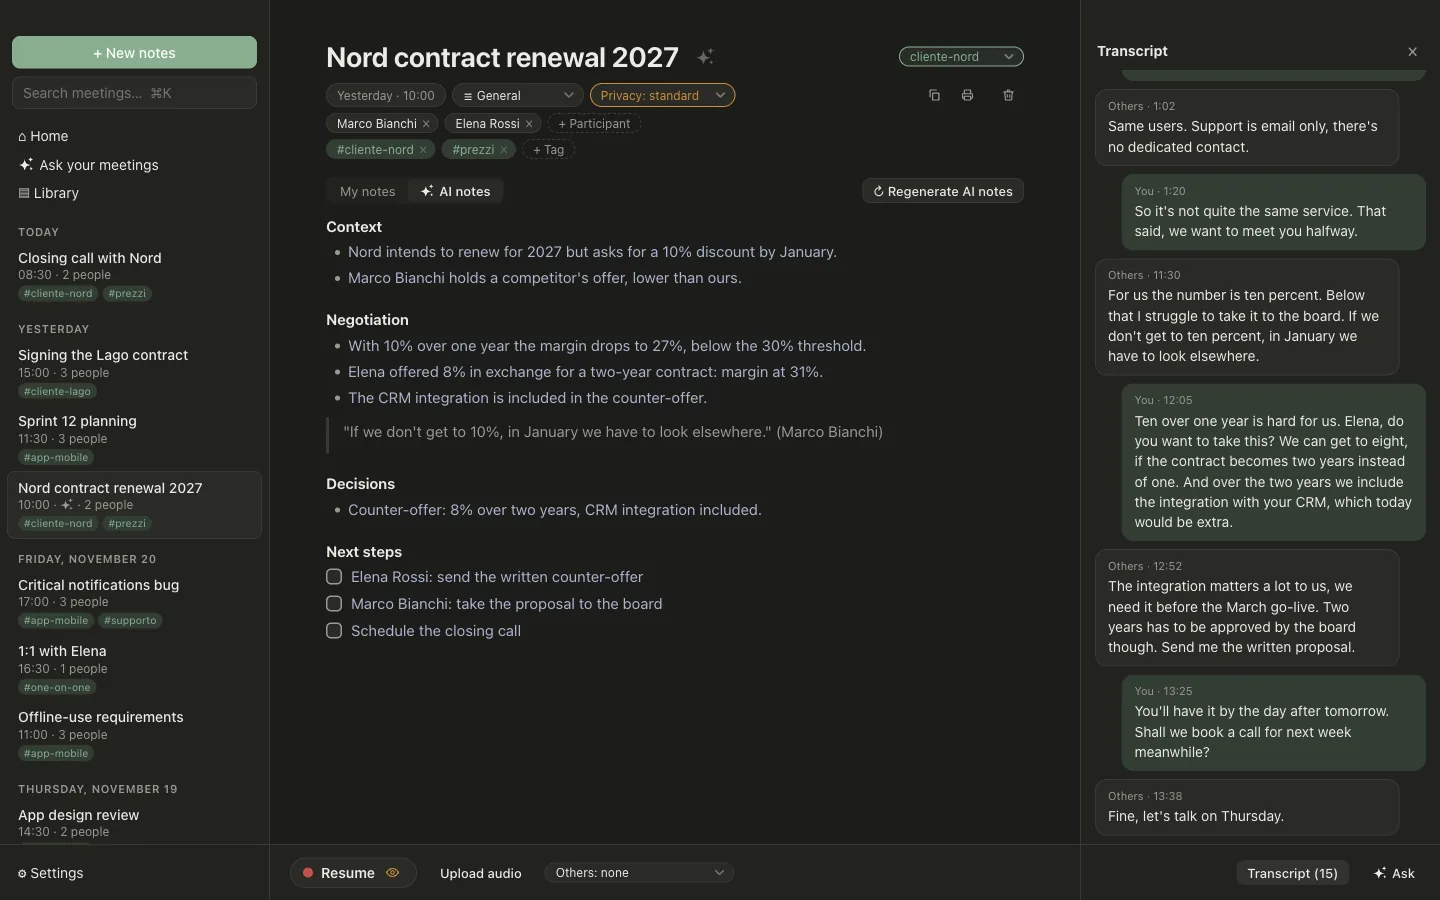 + New notes
Search meetings... ⌘K
Home
Ask your meetings
Library
TODAY
Closing call with Nord
08:30 · 2 people
#cliente-nord #prezzi
YESTERDAY
Signing the Lago contract
15:00 · 3 people
#cliente-lago
Sprint 12 planning
11:30 · 3 people
#app-mobile
Nord contract renewal 2027
10:00 · 2 people
#cliente-nord #prezzi
FRIDAY, NOVEMBER 20
Critical notifications bug
17:00 · 3 people
#app-mobile #supporto
1:1 with Elena
16:30 · 1 people
#one-on-one
Offline-use requirements
11:00 · 3 people
#app-mobile
THURSDAY, NOVEMBER 19
App design review
14:30 · 2 people
Settings
Nord contract renewal 2027
cliente-nord
Yesterday · 10:00 General Privacy: standard
Marco Bianchi × Elena Rossi × + Participant
#cliente-nord × #prezzi × + Tag
My notes AI notes Regenerate AI notes
Context
• Nord intends to renew for 2027 but asks for a 10% discount by January.
• Marco Bianchi holds a competitor's offer, lower than ours.
Negotiation
• With 10% over one year the margin drops to 27%, below the 30% threshold.
• Elena offered 8% in exchange for a two-year contract: margin at 31%.
• The CRM integration is included in the counter-offer.
"If we don't get to 10%, in January we have to look elsewhere." (Marco Bianchi)
Decisions
• Counter-offer: 8% over two years, CRM integration included.
Next steps
Elena Rossi: send the written counter-offer
Marco Bianchi: take the proposal to the board
Schedule the closing call
Resume Upload audio Others: none
Transcript ×
Others · 1:02
Same users. Support is email only, there's
no dedicated contact.
You · 1:20
So it's not quite the same service. That
said, we want to meet you halfway.
Others · 11:30
For us the number is ten percent. Below
that I struggle to take it to the board. If we
don't get to ten percent, in January we
have to look elsewhere.
You · 12:05
Ten over one year is hard for us. Elena, do
you want to take this? We can get to eight,
if the contract becomes two years instead
of one. And over the two years we include
the integration with your CRM, which today
would be extra.
Others · 12:52
The integration matters a lot to us, we
need it before the March go-live. Two
years has to be approved by the board
though. Send me the written proposal.
You · 13:25
You'll have it by the day after tomorrow.
Shall we book a call for next week
meanwhile?
Others · 13:38
Fine, let's talk on Thursday.
Transcript (15) Ask